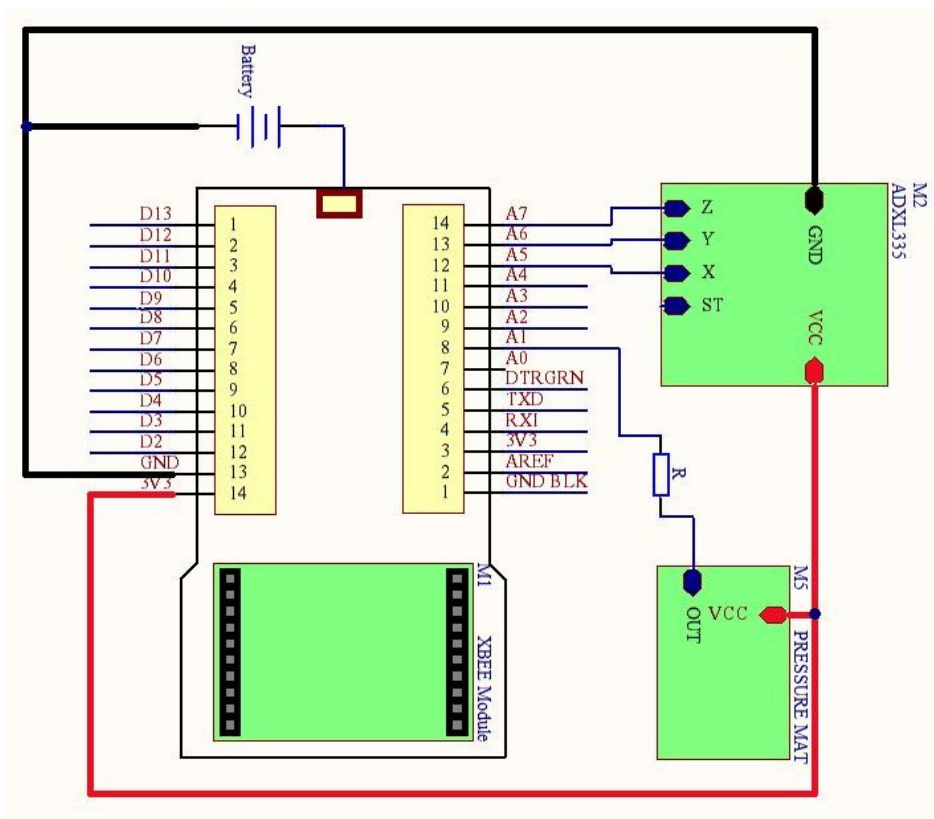 Battery
D13
D12
D11
D10
D9
D8
D7
D6
D5
D4
D3
D2
GND
3V3
1
2
3
4
5
6
7
8
9
10
11
12
13
14
14
13
12
11
10
9
8
7
6
5
4
3
2
1
A7
A6
A5
A4
A3
A2
A1
A0
DTRGRN
TXD
RXI
3V3
AREF
GND BLK
Z
Y
X
ST
GND
VCC
M2
ADXL335
R
M1
XBEE Module
OUT
VCC
M5
PRESSURE MAT